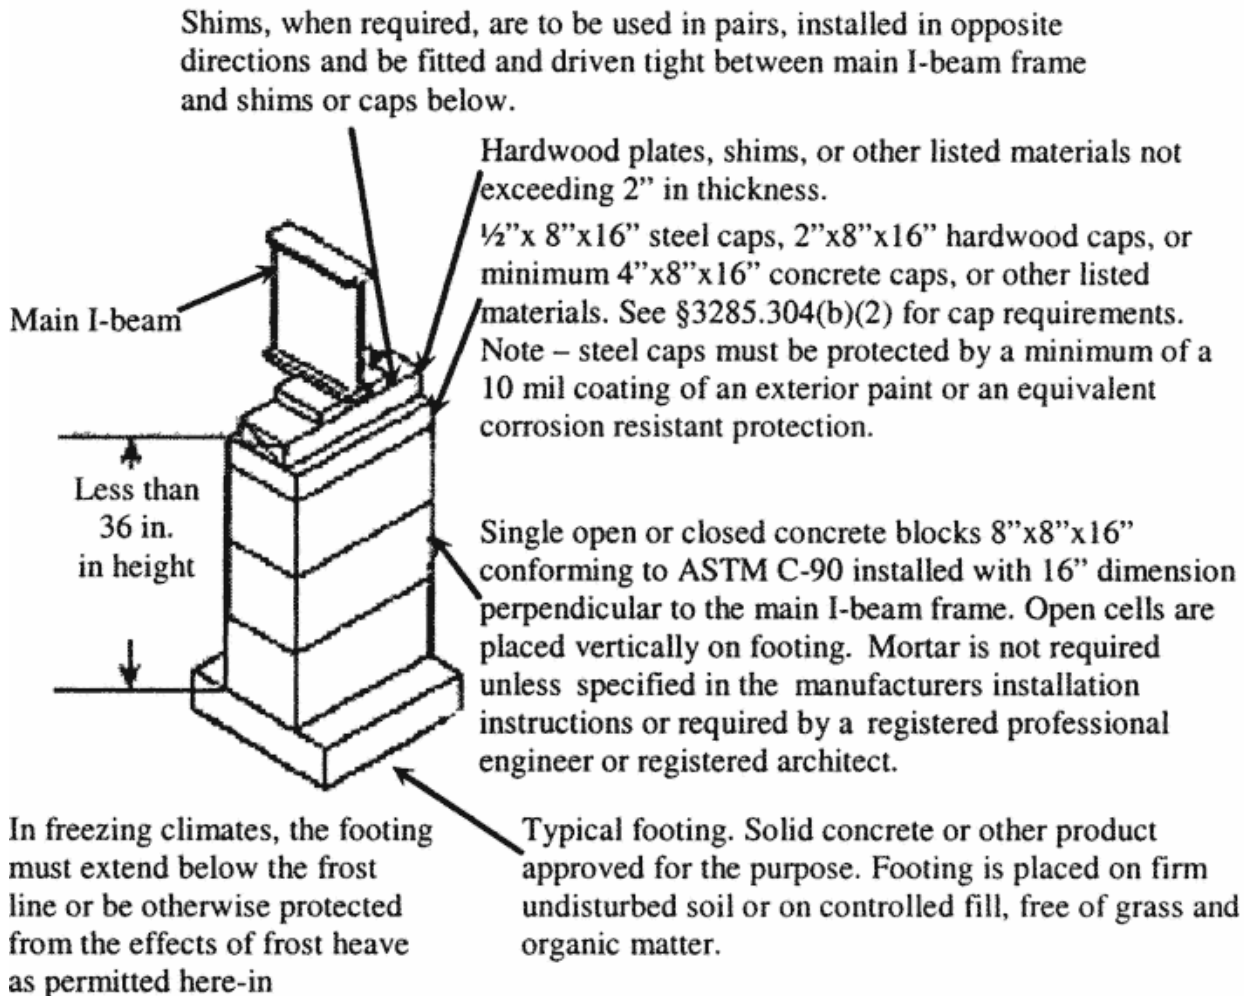 Shims, when required, are to be used in pairs, installed in opposite
directions and be fitted and driven tight between main I-beam frame
and shims or caps below.
Hardwood plates, shims, or other listed materials not
exceeding 2” in thickness.
½”x 8”x16” steel caps, 2”x8”x16” hardwood caps, or
minimum 4”x8”x16” concrete caps, or other listed
materials. See §3285.304(b)(2) for cap requirements.
Note – steel caps must be protected by a minimum of a
10 mil coating of an exterior paint or an equivalent
corrosion resistant protection.
Main I-beam
Less than
36 in.
in height
Single open or closed concrete blocks 8”x8”x16”
conforming to ASTM C-90 installed with 16” dimension
perpendicular to the main I-beam frame. Open cells are
placed vertically on footing. Mortar is not required
unless specified in the manufacturers installation
instructions or required by a registered professional
engineer or registered architect.
In freezing climates, the footing
must extend below the frost
line or be otherwise protected
from the effects of frost heave
as permitted here-in
Typical footing. Solid concrete or other product
approved for the purpose. Footing is placed on firm
undisturbed soil or on controlled fill, free of grass and
organic matter.